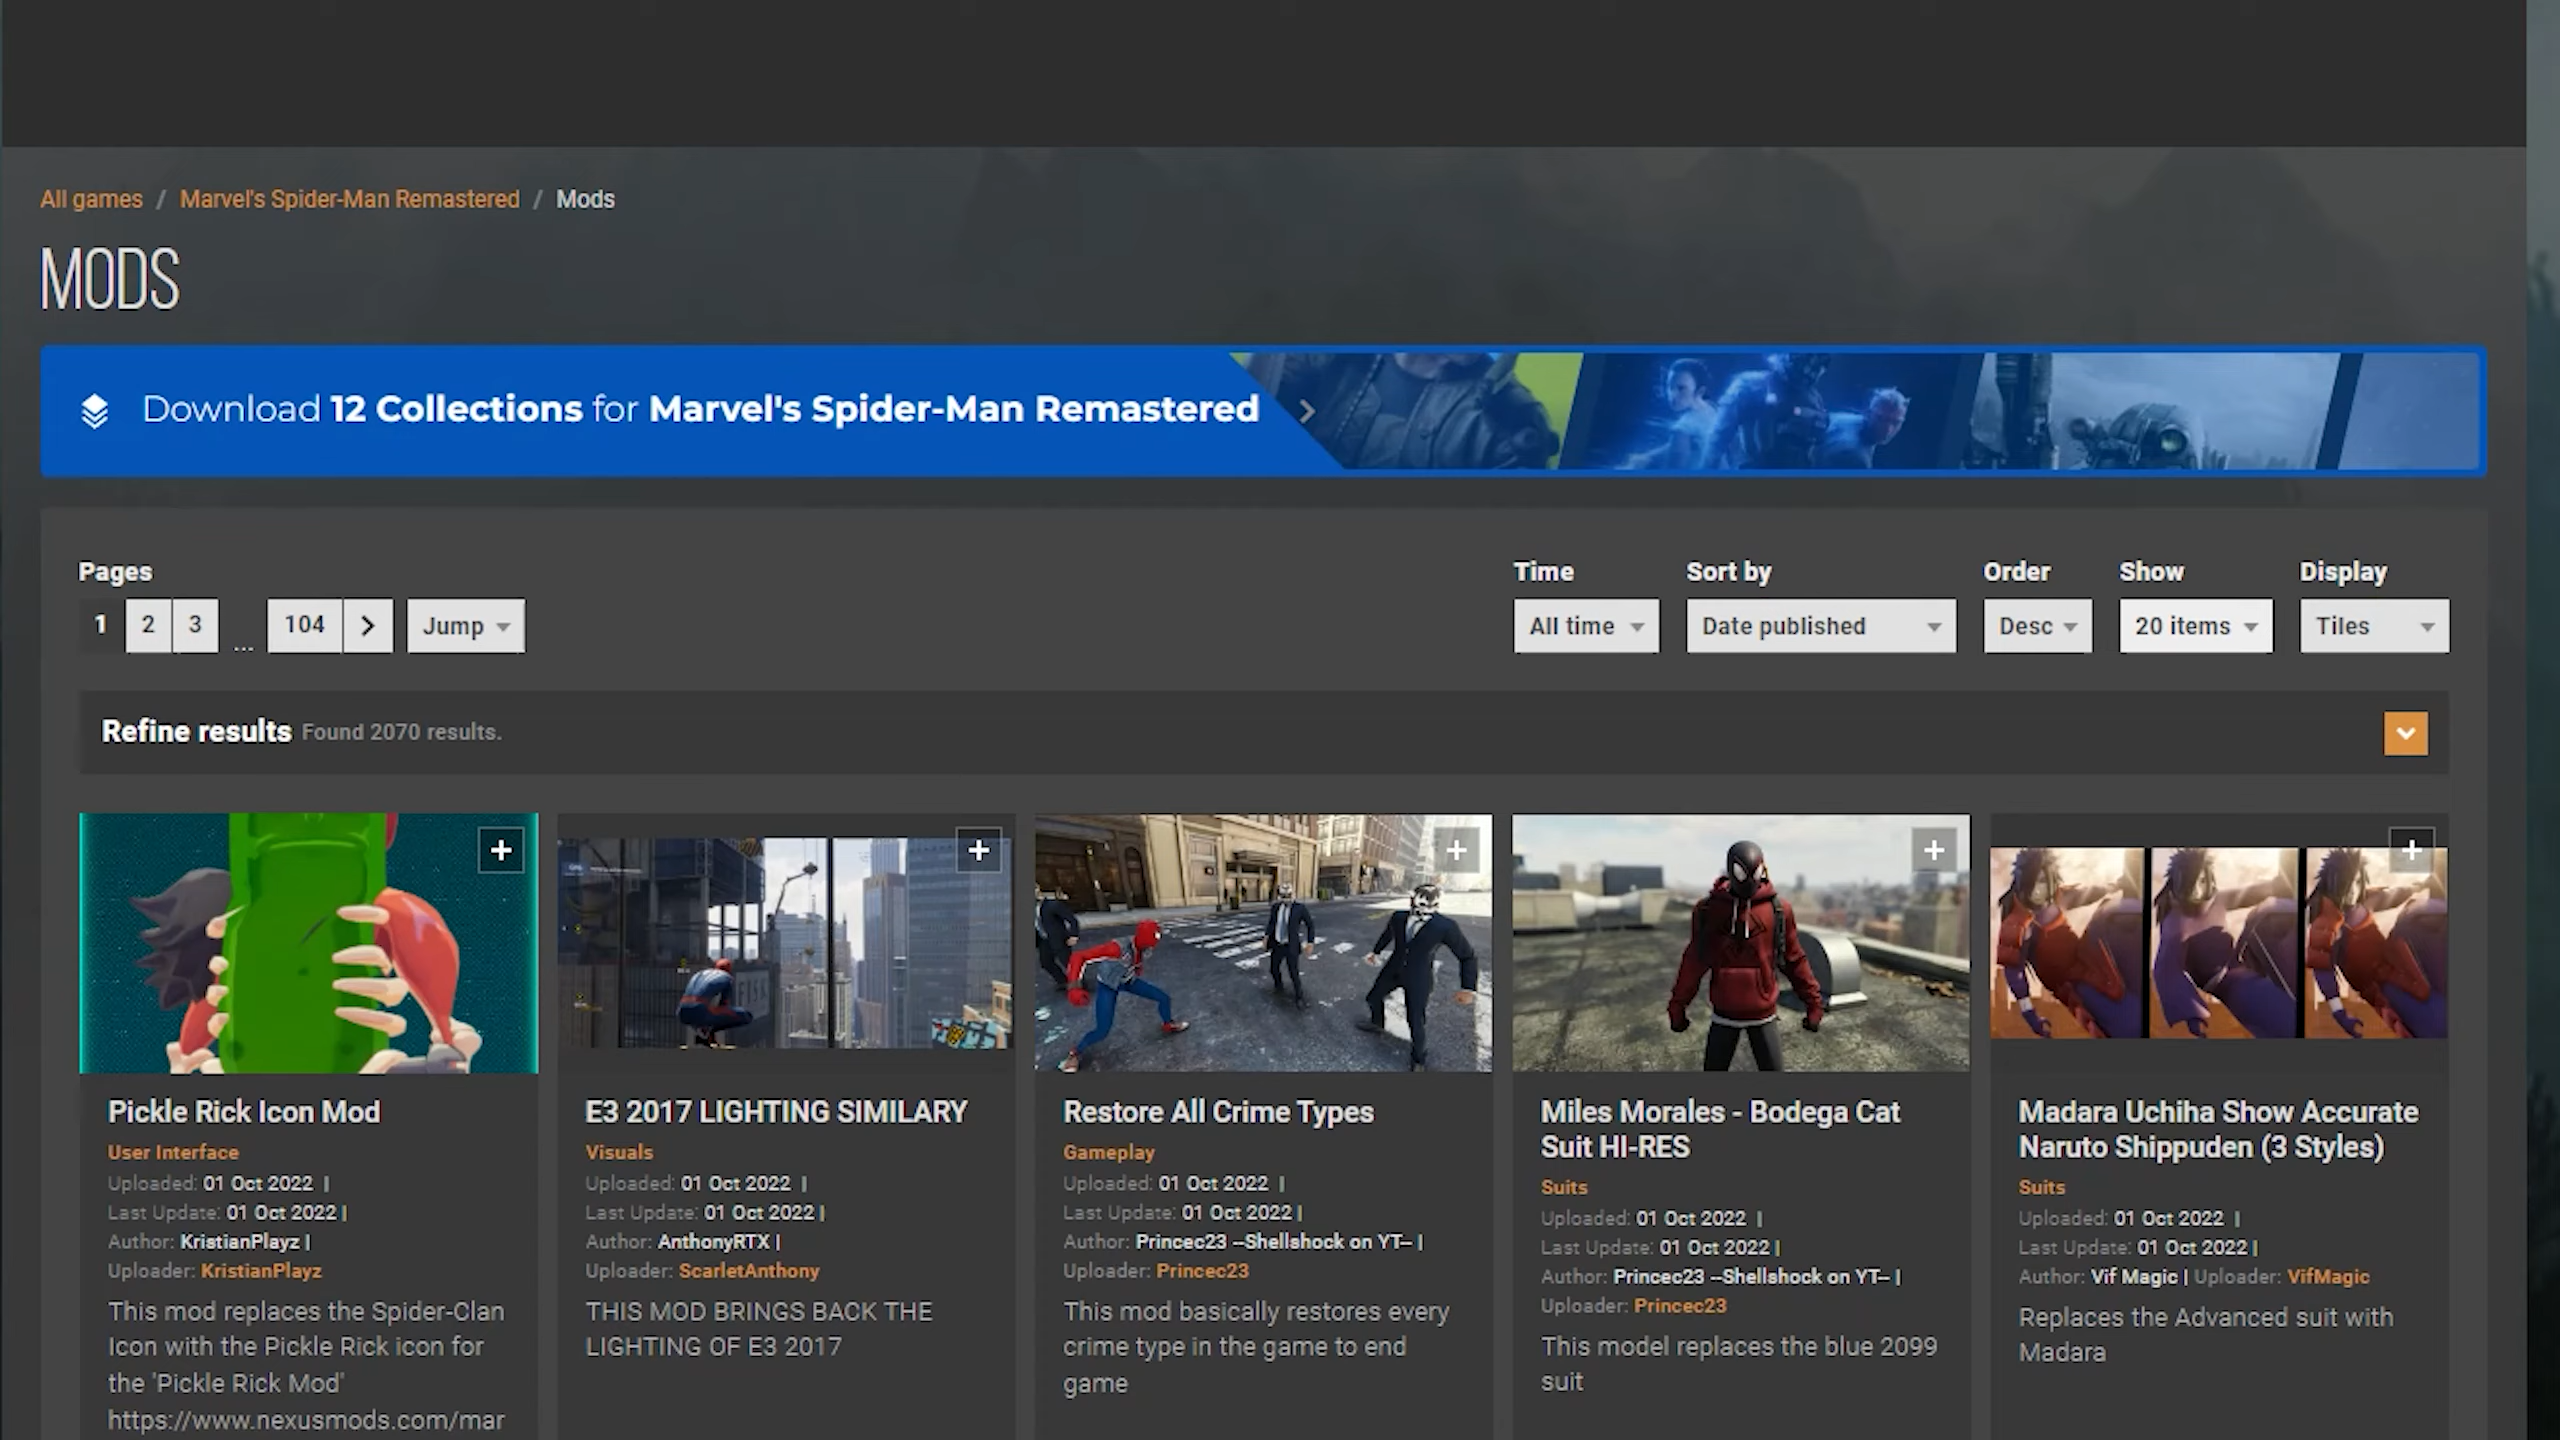 All games / Marvel's Spider-Man Remastered / Mods
MODS
Download 12 Collections for Marvel's Spider-Man Remastered
Pages
1 2 3 ... 104 Jump
Time Sort by Order Show Display
All time Date published Desc 20 items Tiles
Refine results Found 2070 results.
Pickle Rick Icon Mod
User Interface
Uploaded: 01 Oct 2022 |
Last Update: 01 Oct 2022 |
Author: KristianPlayz |
Uploader: KristianPlayz
This mod replaces the Spider-Clan
Icon with the Pickle Rick icon for
the 'Pickle Rick Mod'
https://www.nexusmods.com/mar
FISK
E3 2017 LIGHTING SIMILARY
Visuals
Uploaded: 01 Oct 2022 |
Last Update: 01 Oct 2022 |
Author: AnthonyRTX |
Uploader: ScarletAnthony
THIS MOD BRINGS BACK THE
LIGHTING OF E3 2017
Restore All Crime Types
Gameplay
Uploaded: 01 Oct 2022 |
Last Update: 01 Oct 2022 |
Author: Princec23 --Shellshock on YT-- |
Uploader: Princec23
This mod basically restores every
crime type in the game to end
game
Miles Morales - Bodega Cat
Suit HI-RES
Suits
Uploaded: 01 Oct 2022 |
Last Update: 01 Oct 2022 |
Author: Princec23 --Shellshock on YT-- |
Uploader: Princec23
This model replaces the blue 2099
suit
Madara Uchiha Show Accurate
Naruto Shippuden (3 Styles)
Suits
Uploaded: 01 Oct 2022 |
Last Update: 01 Oct 2022 |
Author: Vif Magic | Uploader: VifMagic
Replaces the Advanced suit with
Madara